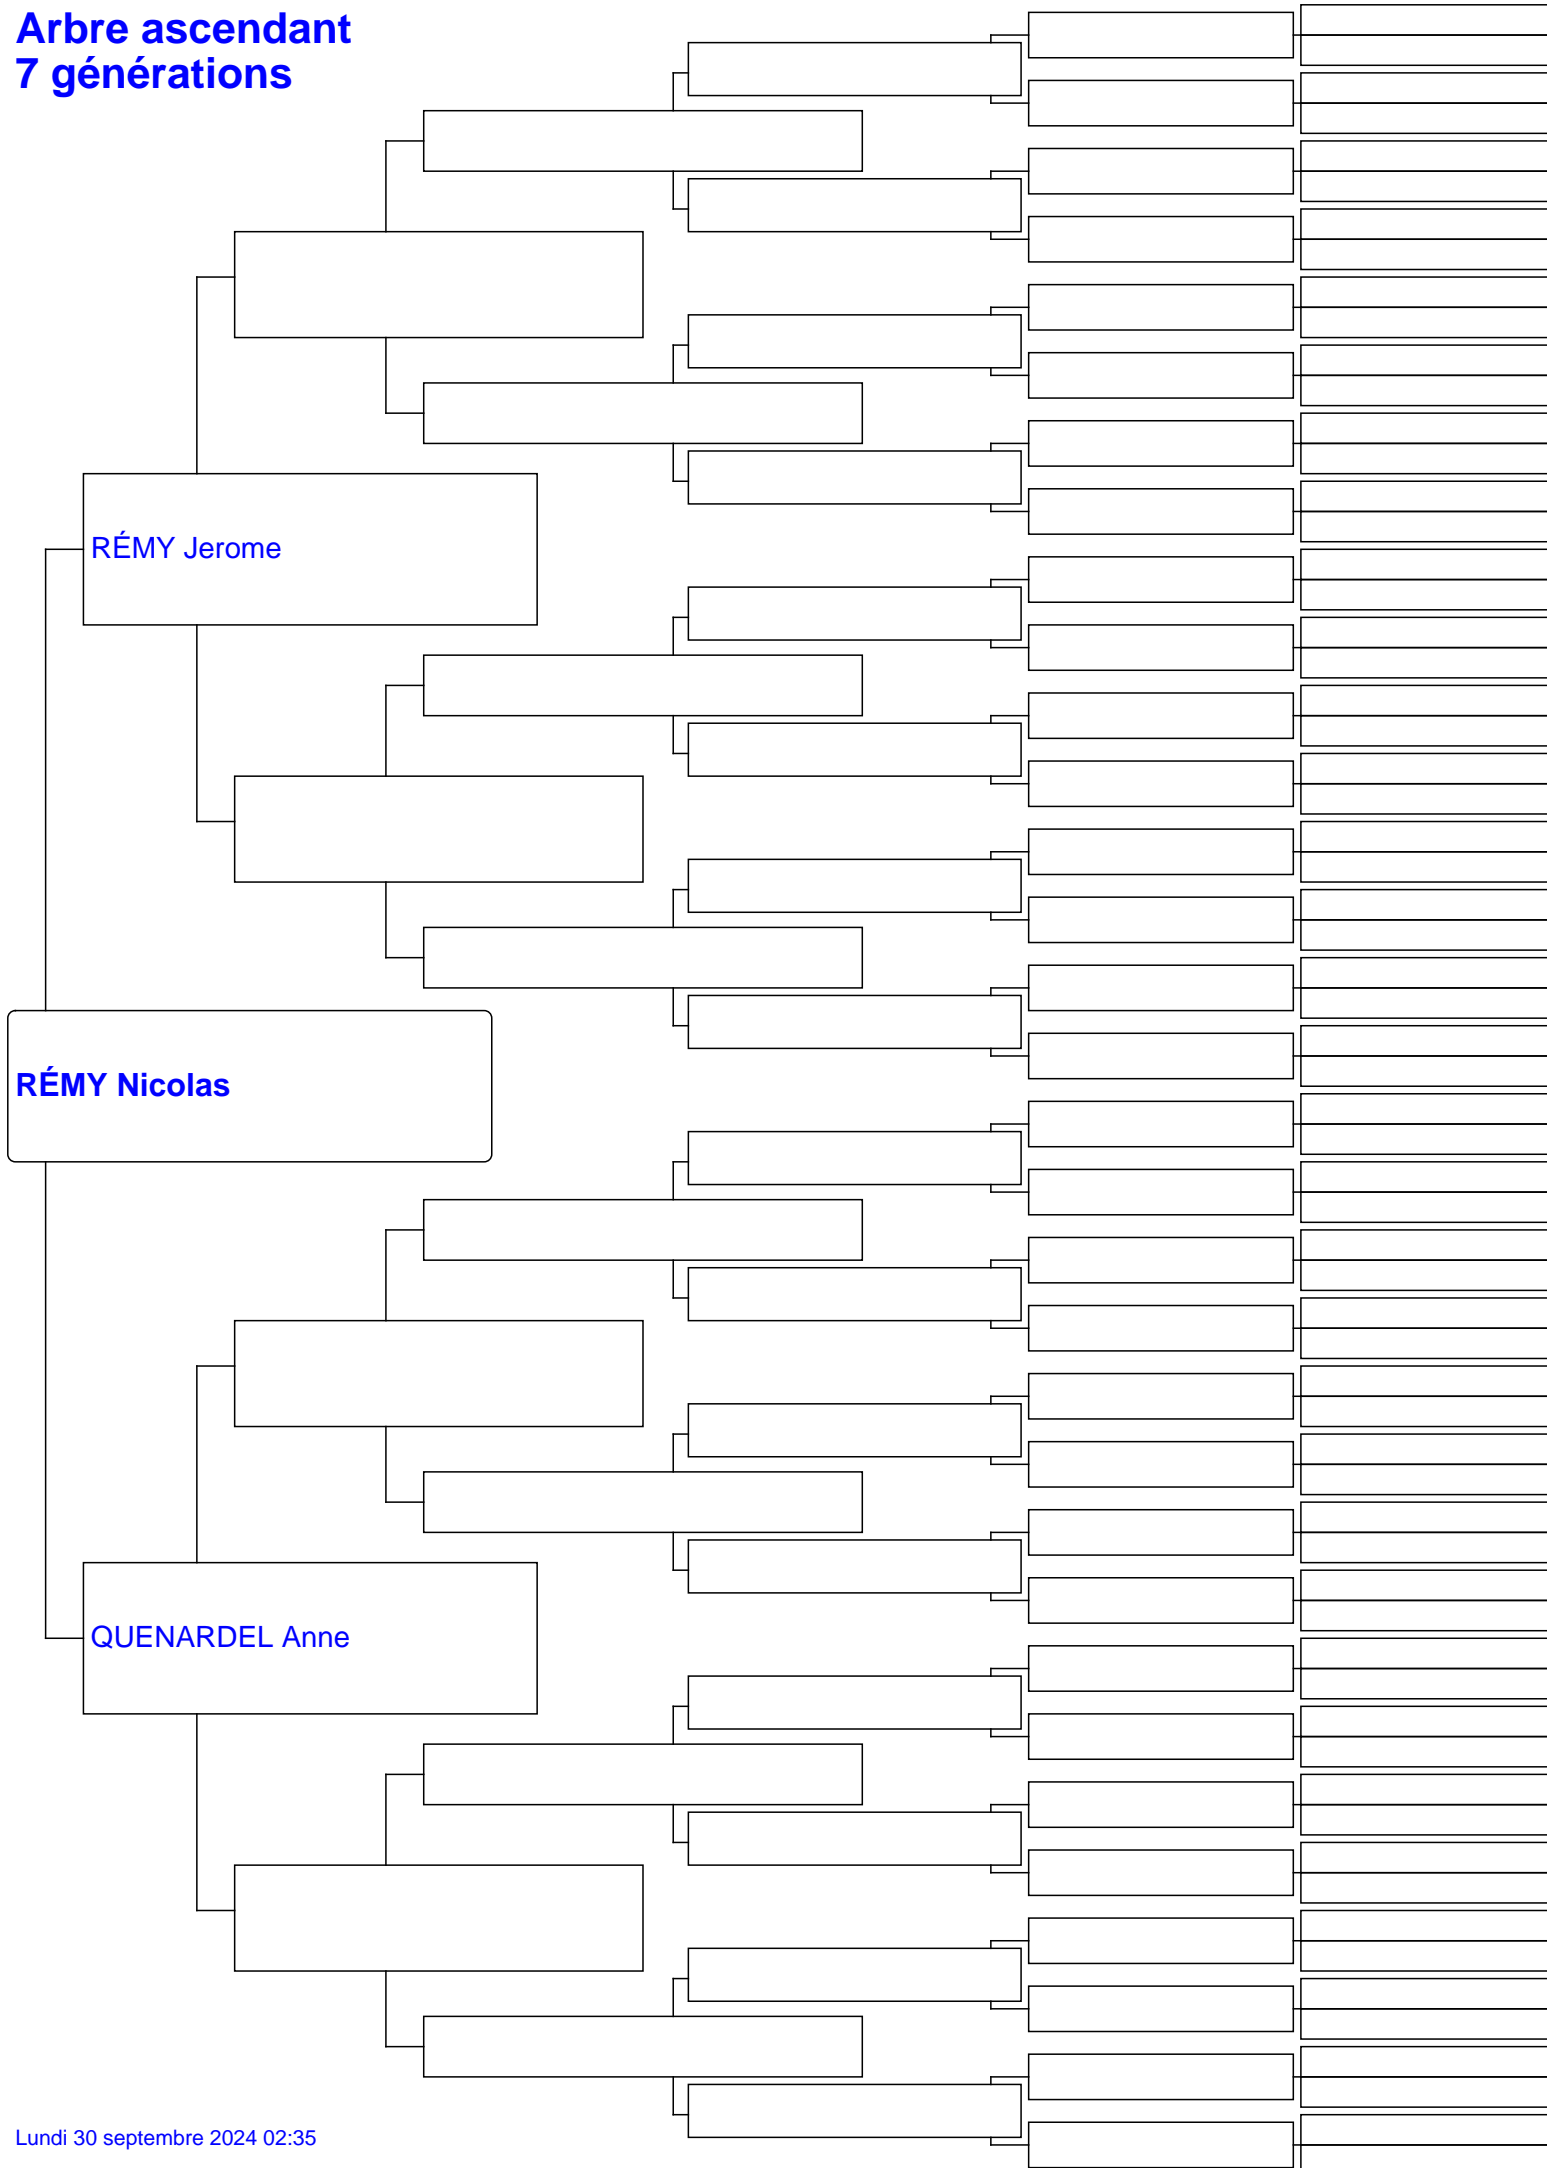 Arbre ascendant
7 générations
RÉMY Jerome
RÉMY Nicolas
QUENARDEL Anne
Lundi 30 septembre 2024 02:35